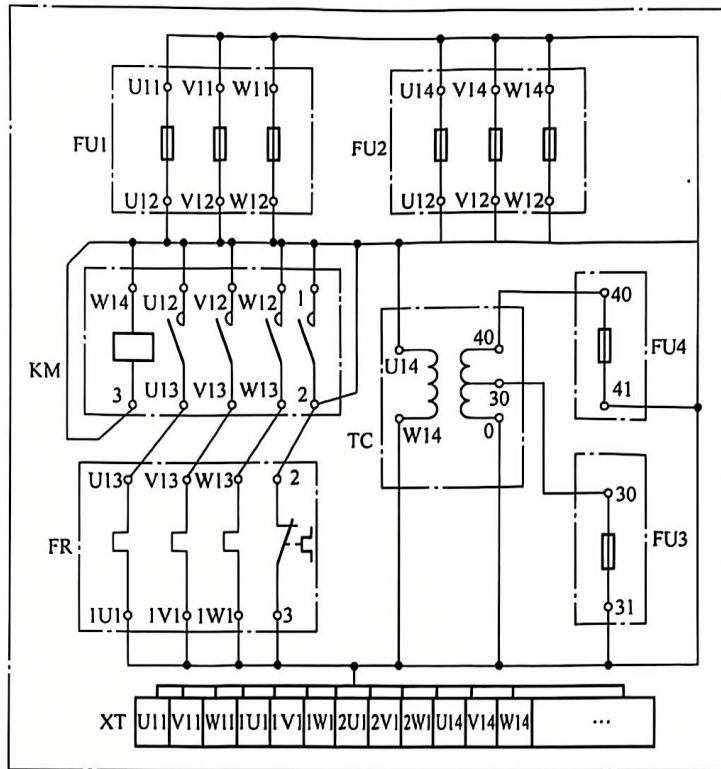 U11 V11 W11
U14 V14 W14
FU1
FU2
U12 V12 W12
U12 V12 W12
W14 U12 V12 W12 1
40
40
KM
U14
FU4
3 U13 V13 W13 2
30
41
TC
W14
0
U13 V13 W13 2
30
FR
FU3
1U1 1V1 1W1 3
31
XT U11 V11 W11 1U1 1V1 1W1 2U1 2V1 2W1 U14 V14 W14 ...